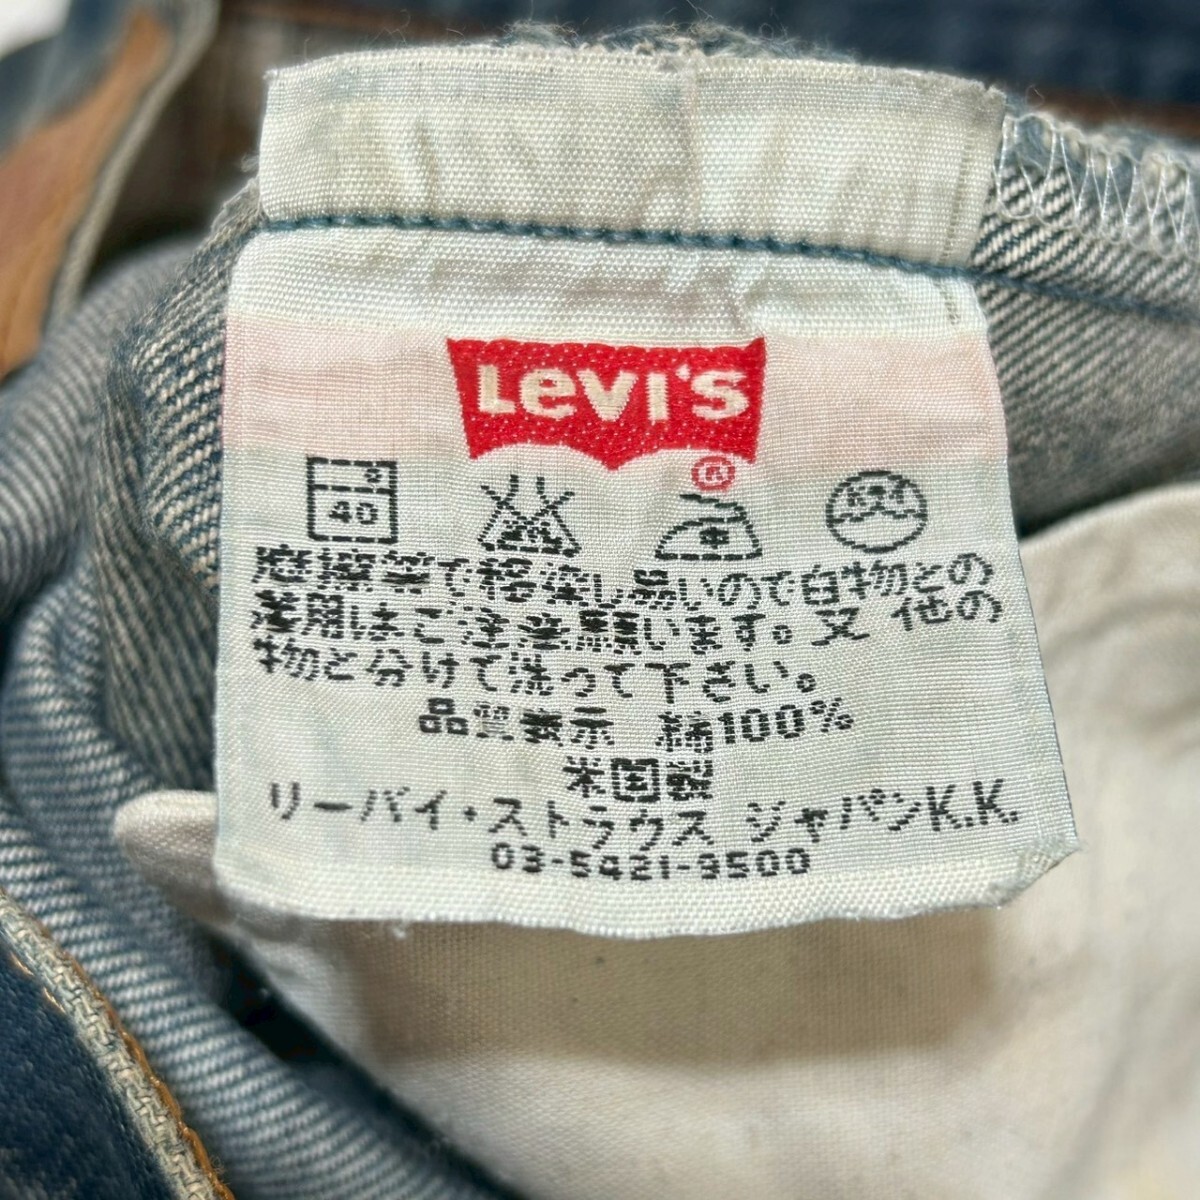 Levi's
®
40
ドライ
摩擦等で移染し易いので白物との
着用はご注意願います。又他の
物と分けて洗って下さい。
品質表示 綿100%
米国製
リーバイ・ストラウス ジャパンK.K.
03-5421-9500